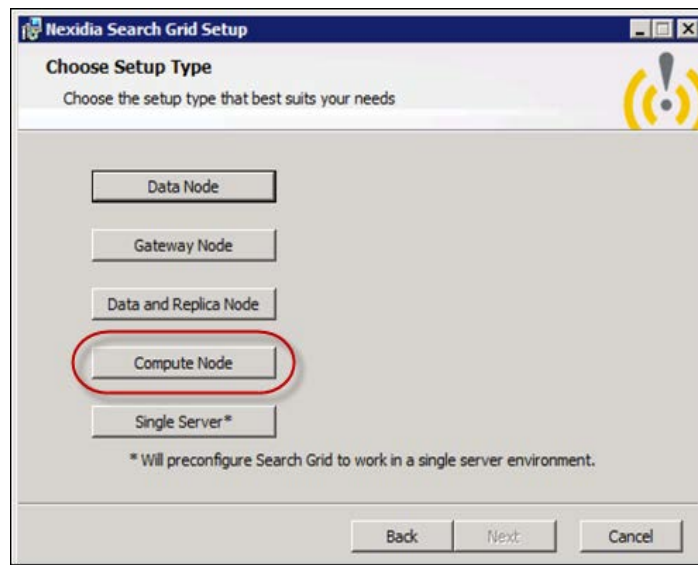 Nexidia Search Grid Setup
Choose Setup Type
Choose the setup type that best suits your needs
Data Node
Gateway Node
Data and Replica Node
Compute Node
Single Server*
* Will preconfigure Search Grid to work in a single server environment.
Back
Next
Cancel